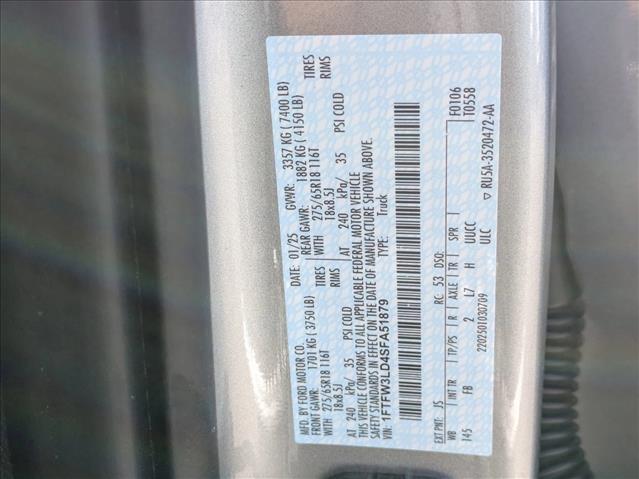 MFD. BY FORD MOTOR CO.
DATE: 01/25 GVWR: 3357 KG ( 7400 LB)
FRONT GAWR: 1701 KG ( 3750 LB) REAR GAWR: 1882 KG ( 4150 LB)
WITH 275/65R18 116T TIRES WITH 275/65R18 116T TIRES
18x8.5J RIMS 18x8.5J RIMS
AT 240 kPa/ 35 PSI COLD AT 240 kPa/ 35 PSI COLD
THIS VEHICLE CONFORMS TO ALL APPLICABLE FEDERAL MOTOR VEHICLE
SAFETY STANDARDS IN EFFECT ON THE DATE OF MANUFACTURE SHOWN ABOVE.
VIN: 1FTFW3LD4SFA51879 TYPE: Truck
F0106
T0558
EXT PNT: JS RC: 53 DSO:
WB INT TR TP/PS R AXLE TR SPR
145 FB 2 L7 H UUCC
ULC
2202501030709 ▽ RU5A-3520472-AA